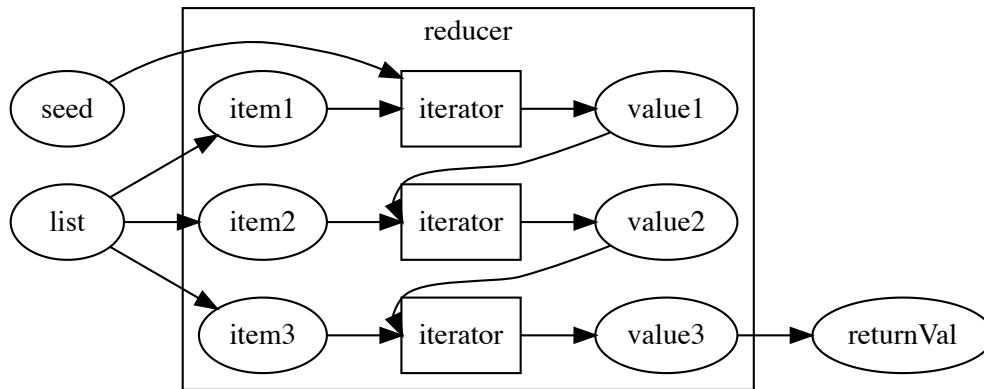 reducer
seed
item1
iterator
value1
list
item2
iterator
value2
item3
iterator
value3
returnVal